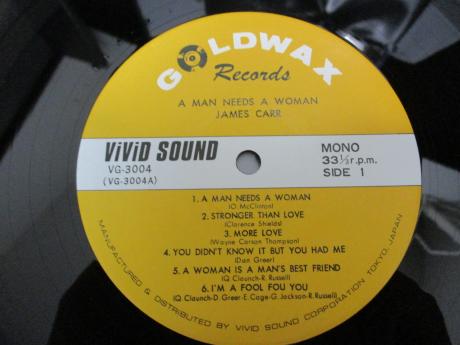 GOLDWAX
Records
A MAN NEEDS A WOMAN
JAMES CARR
ViViD SOUND
VG-3004
(VG-3004A)
MONO
33 1/3 r.p.m.
SIDE 1
1. A MAN NEEDS A WOMAN
(O McClinton)
2. STRONGER THAN LOVE
(Clarence Shields)
3. MORE LOVE
(Wayne Carson Thompson)
4. YOU DIDN'T KNOW IT BUT YOU HAD ME
(Dan Greer)
5. A WOMAN IS A MAN'S BEST FRIEND
(Q Claunch-R. Russell)
6. I'M A FOOL FOU YOU
(Q Claunch-D. Greer-E. Cage-G. Jackson-R. Russell)
MANUFACTURED & DISTRIBUTED BY VIVID SOUND CORPORATION TOKYO, JAPAN